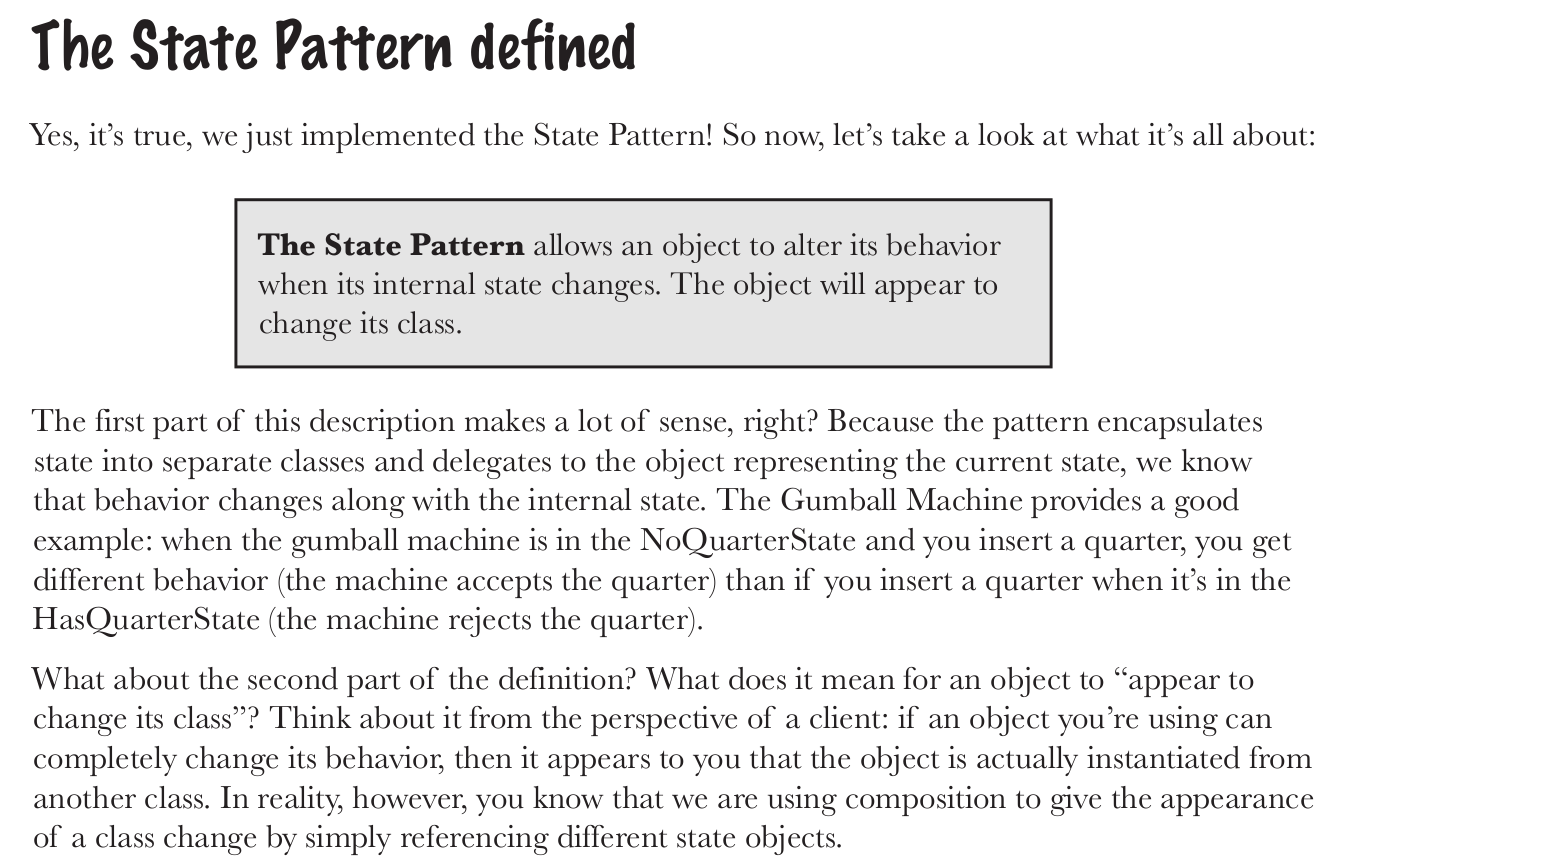 The State Pattern defined
Yes, it’s true, we just implemented the State Pattern! So now, let’s take a look at what it’s all about:
The State Pattern allows an object to alter its behavior
when its internal state changes. The object will appear to
change its class.
The first part of this description makes a lot of sense, right? Because the pattern encapsulates
state into separate classes and delegates to the object representing the current state, we know
that behavior changes along with the internal state. The Gumball Machine provides a good
example: when the gumball machine is in the NoQuarterState and you insert a quarter, you get
different behavior (the machine accepts the quarter) than if you insert a quarter when it’s in the
HasQuarterState (the machine rejects the quarter).
What about the second part of the definition? What does it mean for an object to “appear to
change its class”? Think about it from the perspective of a client: if an object you’re using can
completely change its behavior, then it appears to you that the object is actually instantiated from
another class. In reality, however, you know that we are using composition to give the appearance
of a class change by simply referencing different state objects.